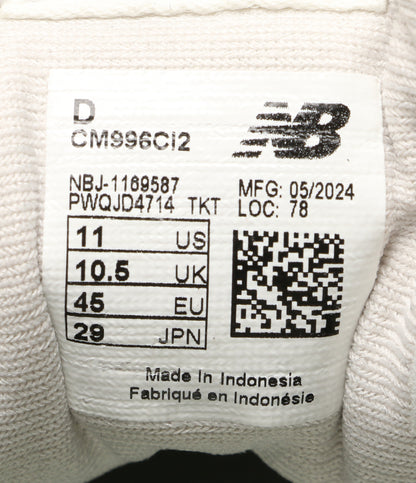 D
CM996CI2
NB
NBJ-1169587
PWQJD4714 TKT
MFG: 05/2024
LOC: 78
11 US
10.5 UK
45 EU
29 JPN
Made In Indonesia
Fabriqué en Indonésie